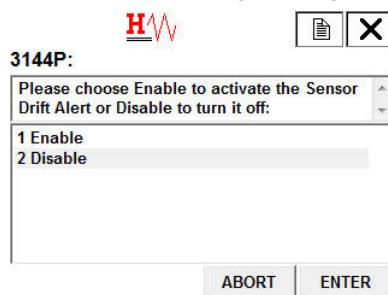 H
3144P:
Please choose Enable to activate the Sensor
Drift Alert or Disable to turn it off:
1 Enable
2 Disable
ABORT ENTER